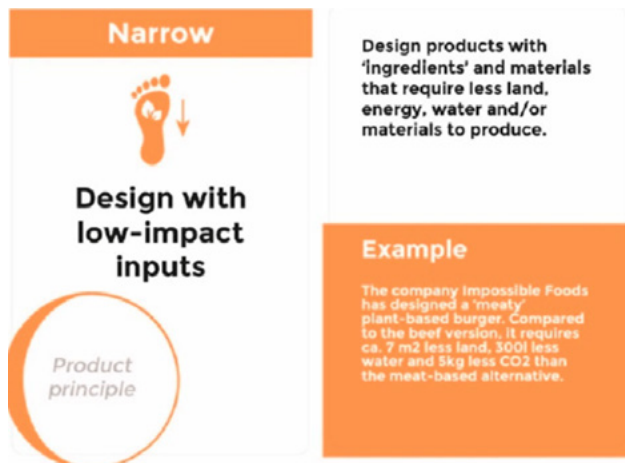 Narrow
Design with
low-impact
inputs
Product
principle
Design products with
'ingredients' and materials
that require less land,
energy, water and/or
materials to produce.
Example
The company Impossible Foods
has designed a 'meaty'
plant-based burger. Compared
to the beef version, it requires
ca. 7 m2 less land, 300l less
water and 5kg less CO2 than
the meat-based alternative.